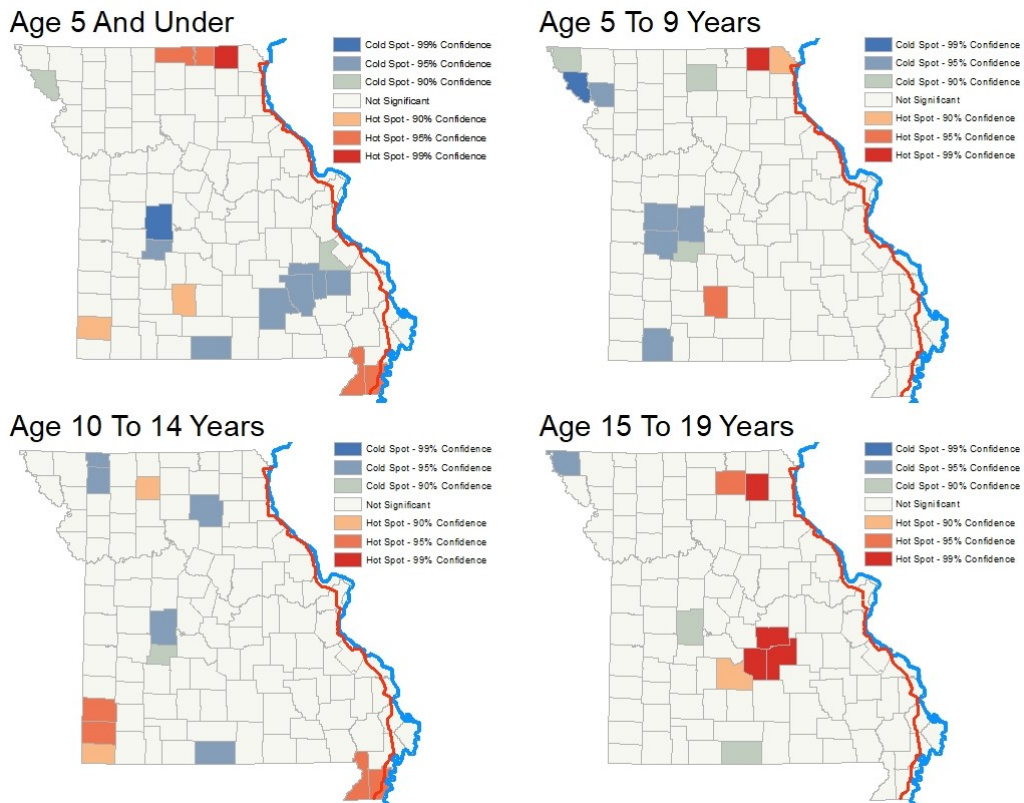 Age 5 And Under
Cold Spot - 99% Confidence
Cold Spot - 95% Confidence
Cold Spot - 90% Confidence
Not Significant
Hot Spot - 90% Confidence
Hot Spot - 95% Confidence
Hot Spot - 99% Confidence
Age 5 To 9 Years
Cold Spot - 99% Confidence
Cold Spot - 95% Confidence
Cold Spot - 90% Confidence
Not Significant
Hot Spot - 90% Confidence
Hot Spot - 95% Confidence
Hot Spot - 99% Confidence
Age 10 To 14 Years
Cold Spot - 99% Confidence
Cold Spot - 95% Confidence
Cold Spot - 90% Confidence
Not Significant
Hot Spot - 90% Confidence
Hot Spot - 95% Confidence
Hot Spot - 99% Confidence
Age 15 To 19 Years
Cold Spot - 99% Confidence
Cold Spot - 95% Confidence
Cold Spot - 90% Confidence
Not Significant
Hot Spot - 90% Confidence
Hot Spot - 95% Confidence
Hot Spot - 99% Confidence